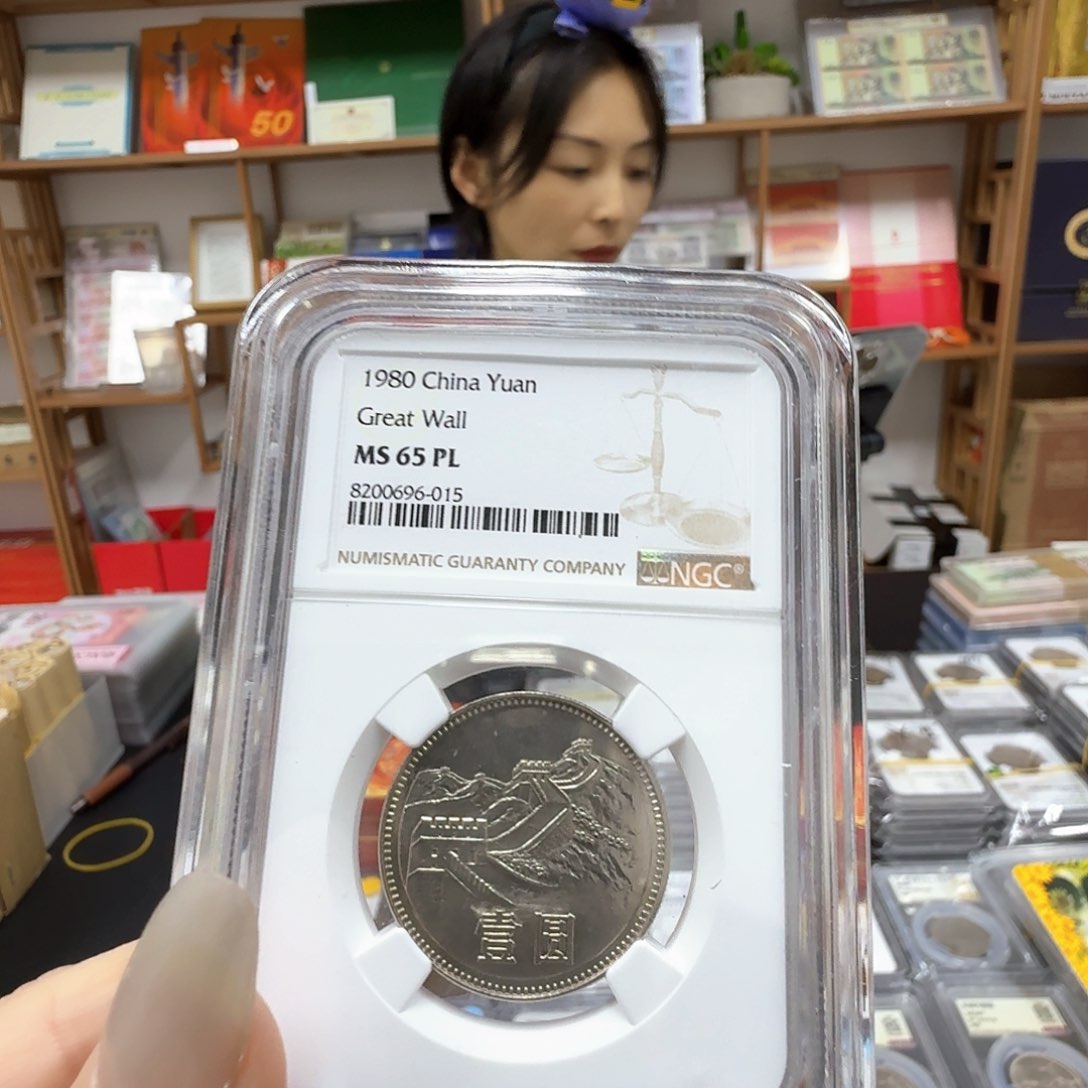 50
1980 China Yuan
Great Wall
MS 65 PL
8200696-015
NUMISMATIC GUARANTY COMPANY
NGC®
壹圆